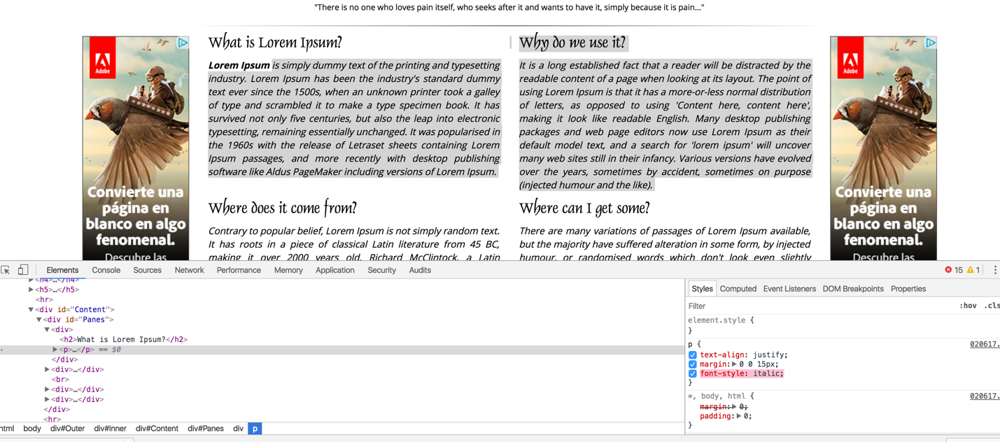 "There is no one who loves pain itself, who seeks after it and wants to have it, simply because it is pain..."
Adobe
Convierte una
página en
blanco en algo
fenomenal.
Descubre las
What is Lorem Ipsum?
Lorem Ipsum is simply dummy text of the printing and typesetting
industry. Lorem Ipsum has been the industry's standard dummy
text ever since the 1500s, when an unknown printer took a galley
of type and scrambled it to make a type specimen book. It has
survived not only five centuries, but also the leap into electronic
typesetting, remaining essentially unchanged. It was popularised in
the 1960s with the release of Letraset sheets containing Lorem
Ipsum passages, and more recently with desktop publishing
software like Aldus PageMaker including versions of Lorem Ipsum.
Where does it come from?
Contrary to popular belief, Lorem Ipsum is not simply random text.
It has roots in a piece of classical Latin literature from 45 BC,
making it over 2000 years old. Richard McClintock, a Latin
Why do we use it?
It is a long established fact that a reader will be distracted by the
readable content of a page when looking at its layout. The point of
using Lorem Ipsum is that it has a more-or-less normal distribution
of letters, as opposed to using 'Content here, content here',
making it look like readable English. Many desktop publishing
packages and web page editors now use Lorem Ipsum as their
default model text, and a search for 'lorem ipsum' will uncover
many web sites still in their infancy. Various versions have evolved
over the years, sometimes by accident, sometimes on purpose
(injected humour and the like).
Where can I get some?
There are many variations of passages of Lorem Ipsum available,
but the majority have suffered alteration in some form, by injected
humour, or randomised words which don't look even slightly
Adobe
Convierte una
página en
blanco en algo
fenomenal.
Descubre las
Elements Console Sources Network Performance Memory Application Security Audits 15 1
<h4>…</h4>
<h5>…</h5>
<hr>
<div id="Content">
<div id="Panes">
<div>
<h2>What is Lorem Ipsum?</h2>
<p>…</p> == $0
</div>
<div>…</div>
<br>
<div>…</div>
<div>…</div>
</div>
<hr>
html body div#Outer div#Inner div#Content div#Panes div p
Styles Computed Event Listeners DOM Breakpoints Properties
Filter :hov .cls
element.style {
}
p { 020617.
text-align: justify;
margin: 0 0 15px;
font-style: italic;
}
*, body, html { 020617.
margin: 0;
padding: 0;
}